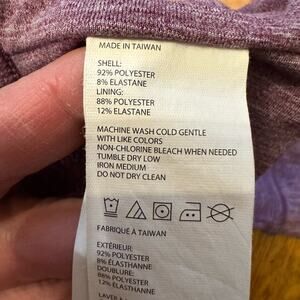 MADE IN TAIWAN
SHELL:
92% POLYESTER
8% ELASTANE
LINING:
88% POLYESTER
12% ELASTANE
MACHINE WASH COLD GENTLE
WITH LIKE COLORS
NON-CHLORINE BLEACH WHEN NEEDED
TUMBLE DRY LOW
IRON MEDIUM
DO NOT DRY CLEAN
FABRIQUÉ À TAIWAN
EXTÉRIEUR:
92% POLYESTER
8% ÉLASTHANNE
DOUBLURE:
88% POLYESTER
12% ÉLASTHANNE